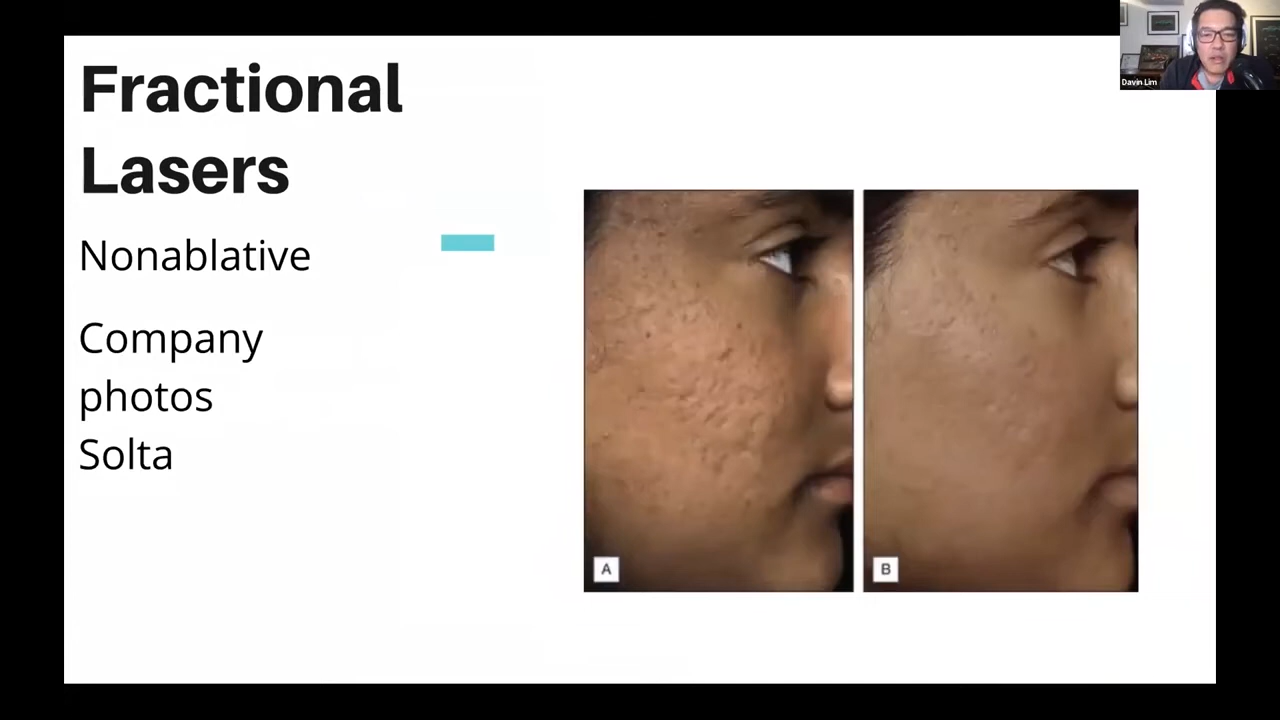 Fractional
Lasers
Nonablative
Company
photos
Solta
A
B
Davin Lim